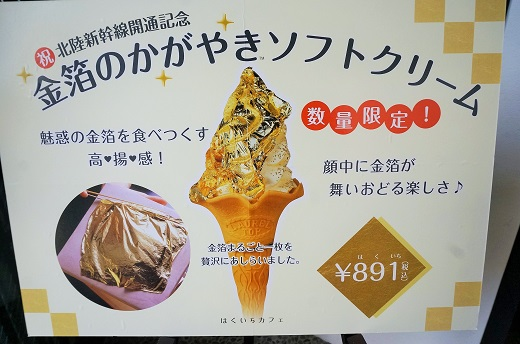 祝 北陸新幹線開通記念
金箔のかがやきソフトクリーム
数量限定!
魅惑の金箔を食べつくす
高♥揚♥感!
顔中に金箔が
舞いおどる楽しさ♪
金箔まるごと一枚を
贅沢にあしらいました。
はくいち
¥891(税込)
はくいちカフェ